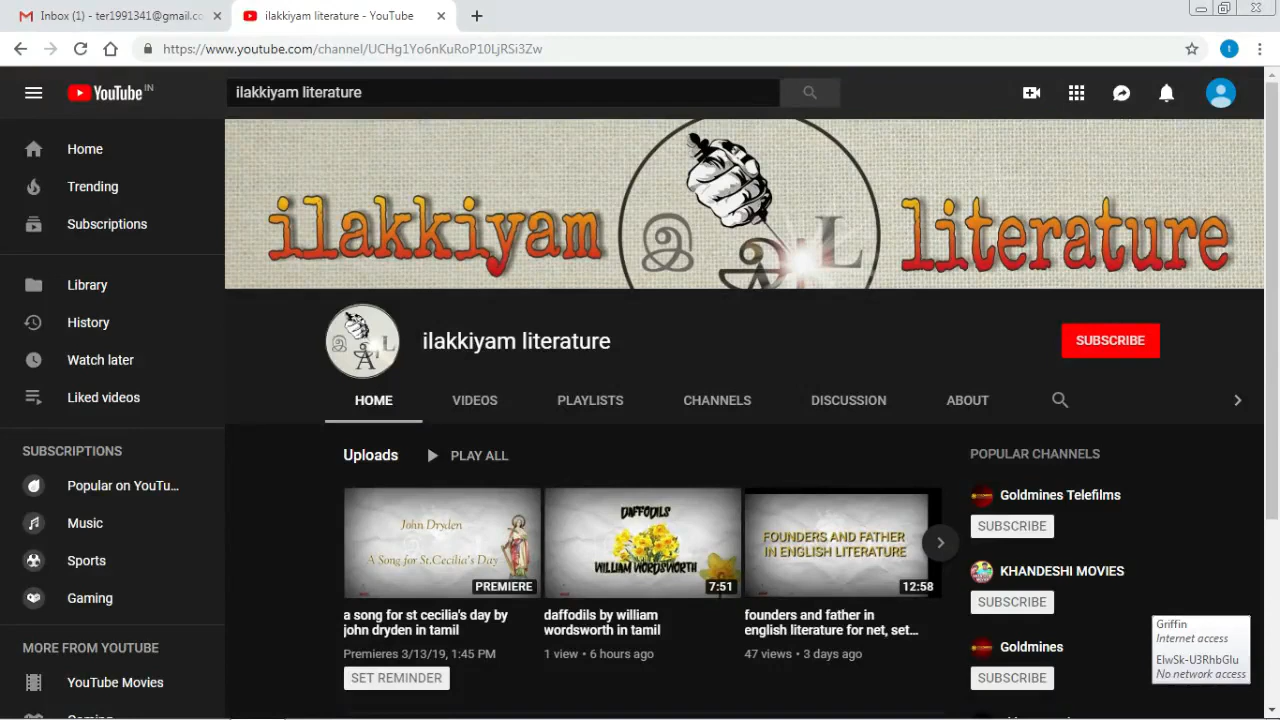 Inbox (1) - ter1991341@gmail.co
ilakkiyam literature - YouTube
https://www.youtube.com/channel/UCHg1Yo6nKuRoP10LjRSi3Zw
t
YouTube IN
ilakkiyam literature
Home
Trending
Subscriptions
Library
History
Watch later
Liked videos
SUBSCRIPTIONS
Popular on YouTu...
Music
Sports
Gaming
MORE FROM YOUTUBE
YouTube Movies
Gaming
ilakkiyam இ அ A L literature
இ A L
ilakkiyam literature
SUBSCRIBE
HOME VIDEOS PLAYLISTS CHANNELS DISCUSSION ABOUT
Uploads PLAY ALL
John Dryden
A Song for St.Cecilia's Day
PREMIERE
a song for st cecilia's day by
john dryden in tamil
Premieres 3/13/19, 1:45 PM
SET REMINDER
DAFFODILS
WILLIAM WORDSWORTH
7:51
daffodils by william
wordsworth in tamil
1 view • 6 hours ago
FOUNDERS AND FATHER
IN ENGLISH LITERATURE
12:58
founders and father in
english literature for net, set...
47 views • 3 days ago
POPULAR CHANNELS
Goldmines Telefilms
SUBSCRIBE
KHANDESHI MOVIES
SUBSCRIBE
Goldmines
SUBSCRIBE
Griffin
Internet access
ElwSk-U3RhbGlu
No network access